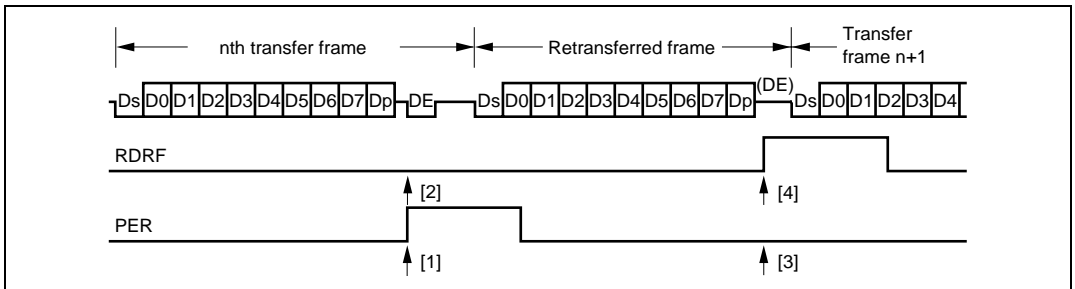 nth transfer frame
Retransferred frame
Transfer
frame n+1
Ds D0 D1 D2 D3 D4 D5 D6 D7 Dp DE Ds D0 D1 D2 D3 D4 D5 D6 D7 Dp (DE) Ds D0 D1 D2 D3 D4
RDRF
[2] [4]
PER
[1] [3]